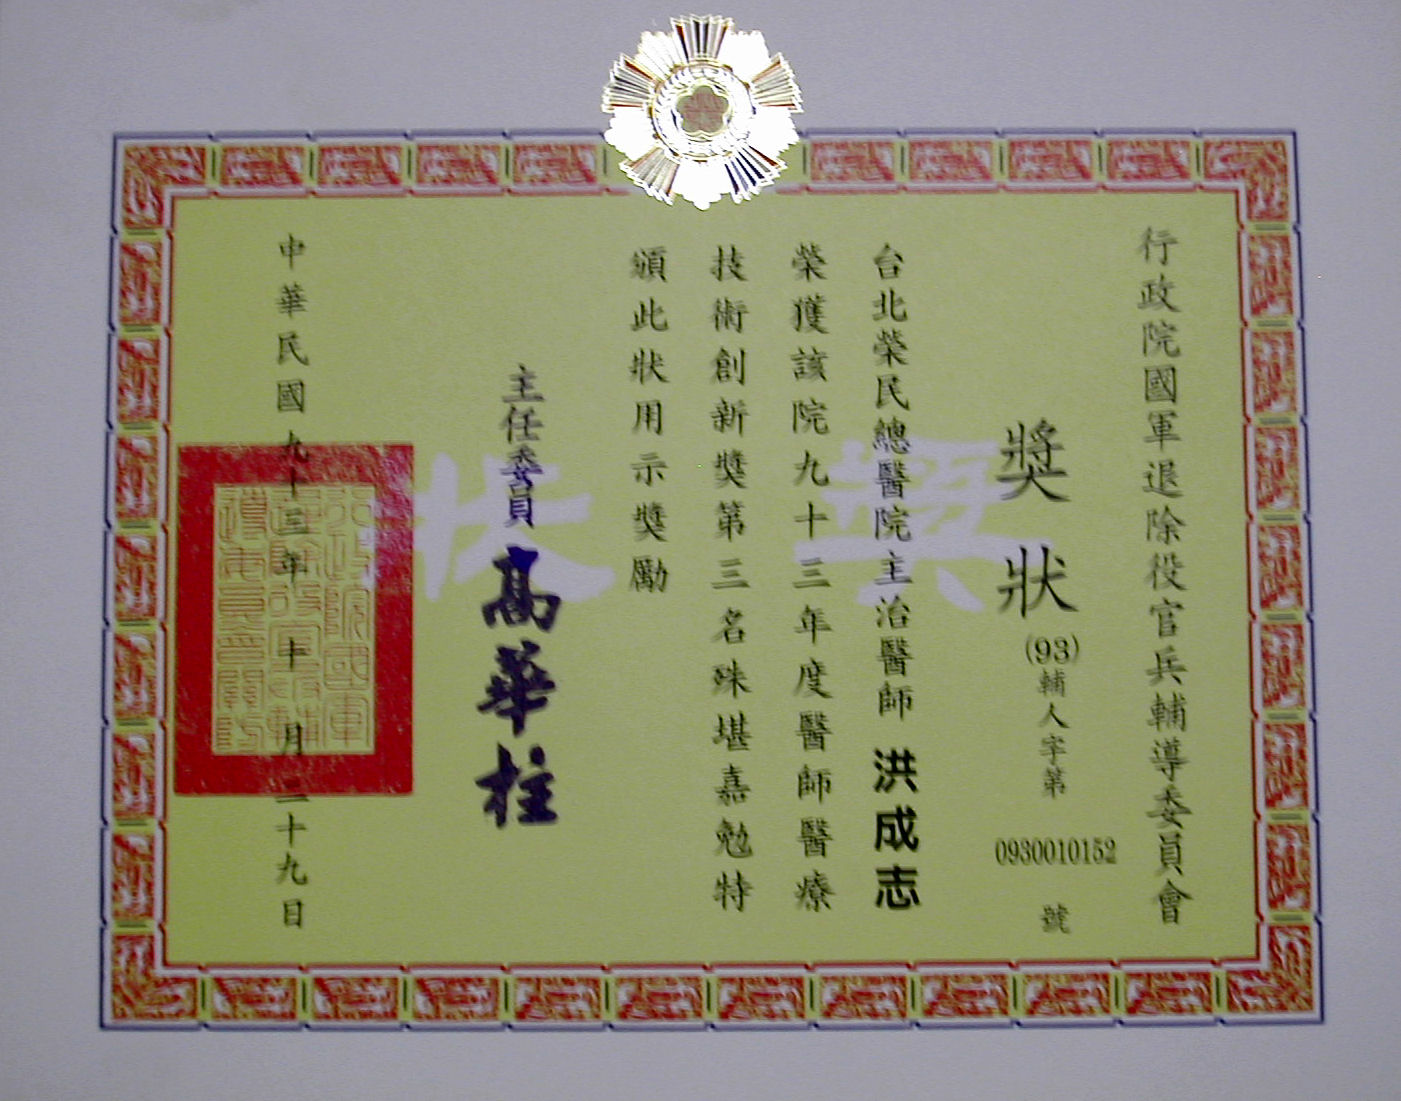 行政院國軍退除役官兵輔導委員會
獎狀
(93)輔人字第
0930010152
號
台北榮民總醫院主治醫師 洪成志
榮獲該院九十三年度醫師醫療
技術創新獎第三名殊堪嘉勉特
頒此狀用示獎勵
主任委員 高華柱
中華民國九十三年十月二十九日
獎狀